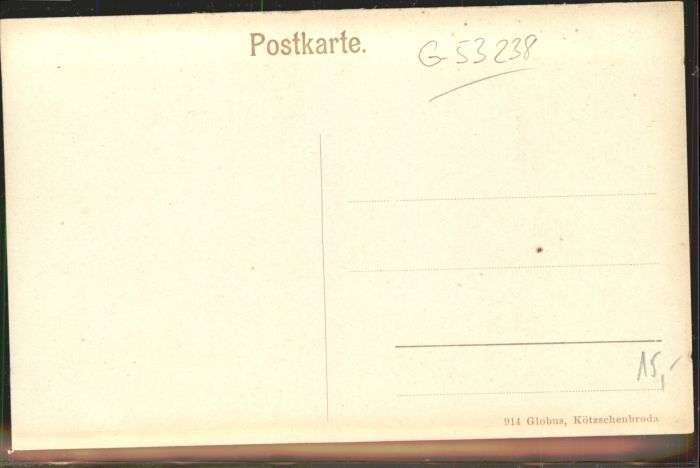 Postkarte.
G 53238
15,-
914 Globus, Kötzschenbroda